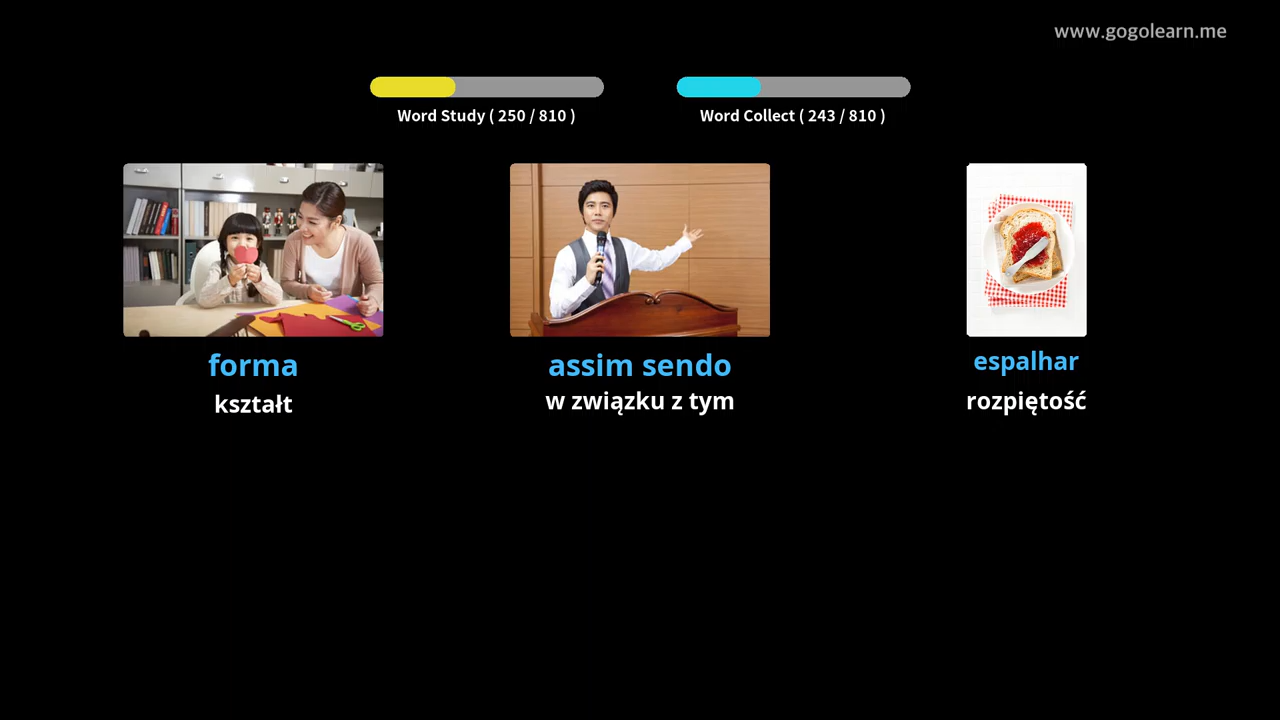 www.gogolearn.me
Word Study ( 250 / 810 )
Word Collect ( 243 / 810 )
forma
kształt
assim sendo
w związku z tym
espalhar
rozpiętość